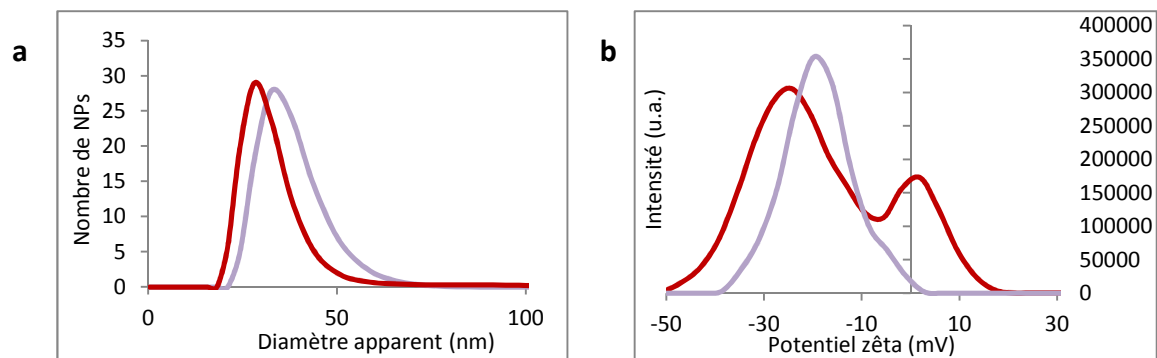 a
35
30
25
20
15
10
5
0
Nombre de NPs
0 50 100
Diamètre apparent (nm)
b
400000
350000
300000
250000
200000
150000
100000
50000
0
Intensité (u.a.)
-50 -30 -10 10 30
Potentiel zêta (mV)